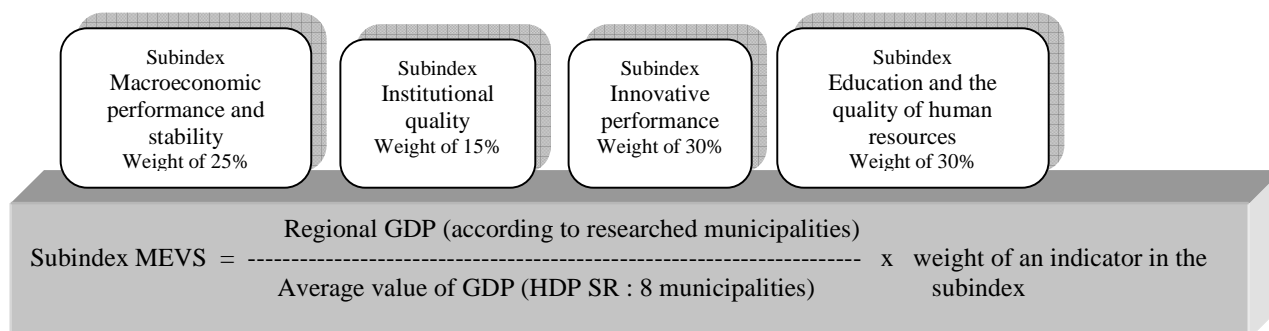 Subindex
Macroeconomic
performance and
stability
Weight of 25%
Subindex
Institutional
quality
Weight of 15%
Subindex
Innovative
performance
Weight of 30%
Subindex
Education and the
quality of human
resources
Weight of 30%
Regional GDP (according to researched municipalities)
Subindex MEVS = ---------------------------------------------------------------------- x weight of an indicator in the
Average value of GDP (HDP SR : 8 municipalities) subindex